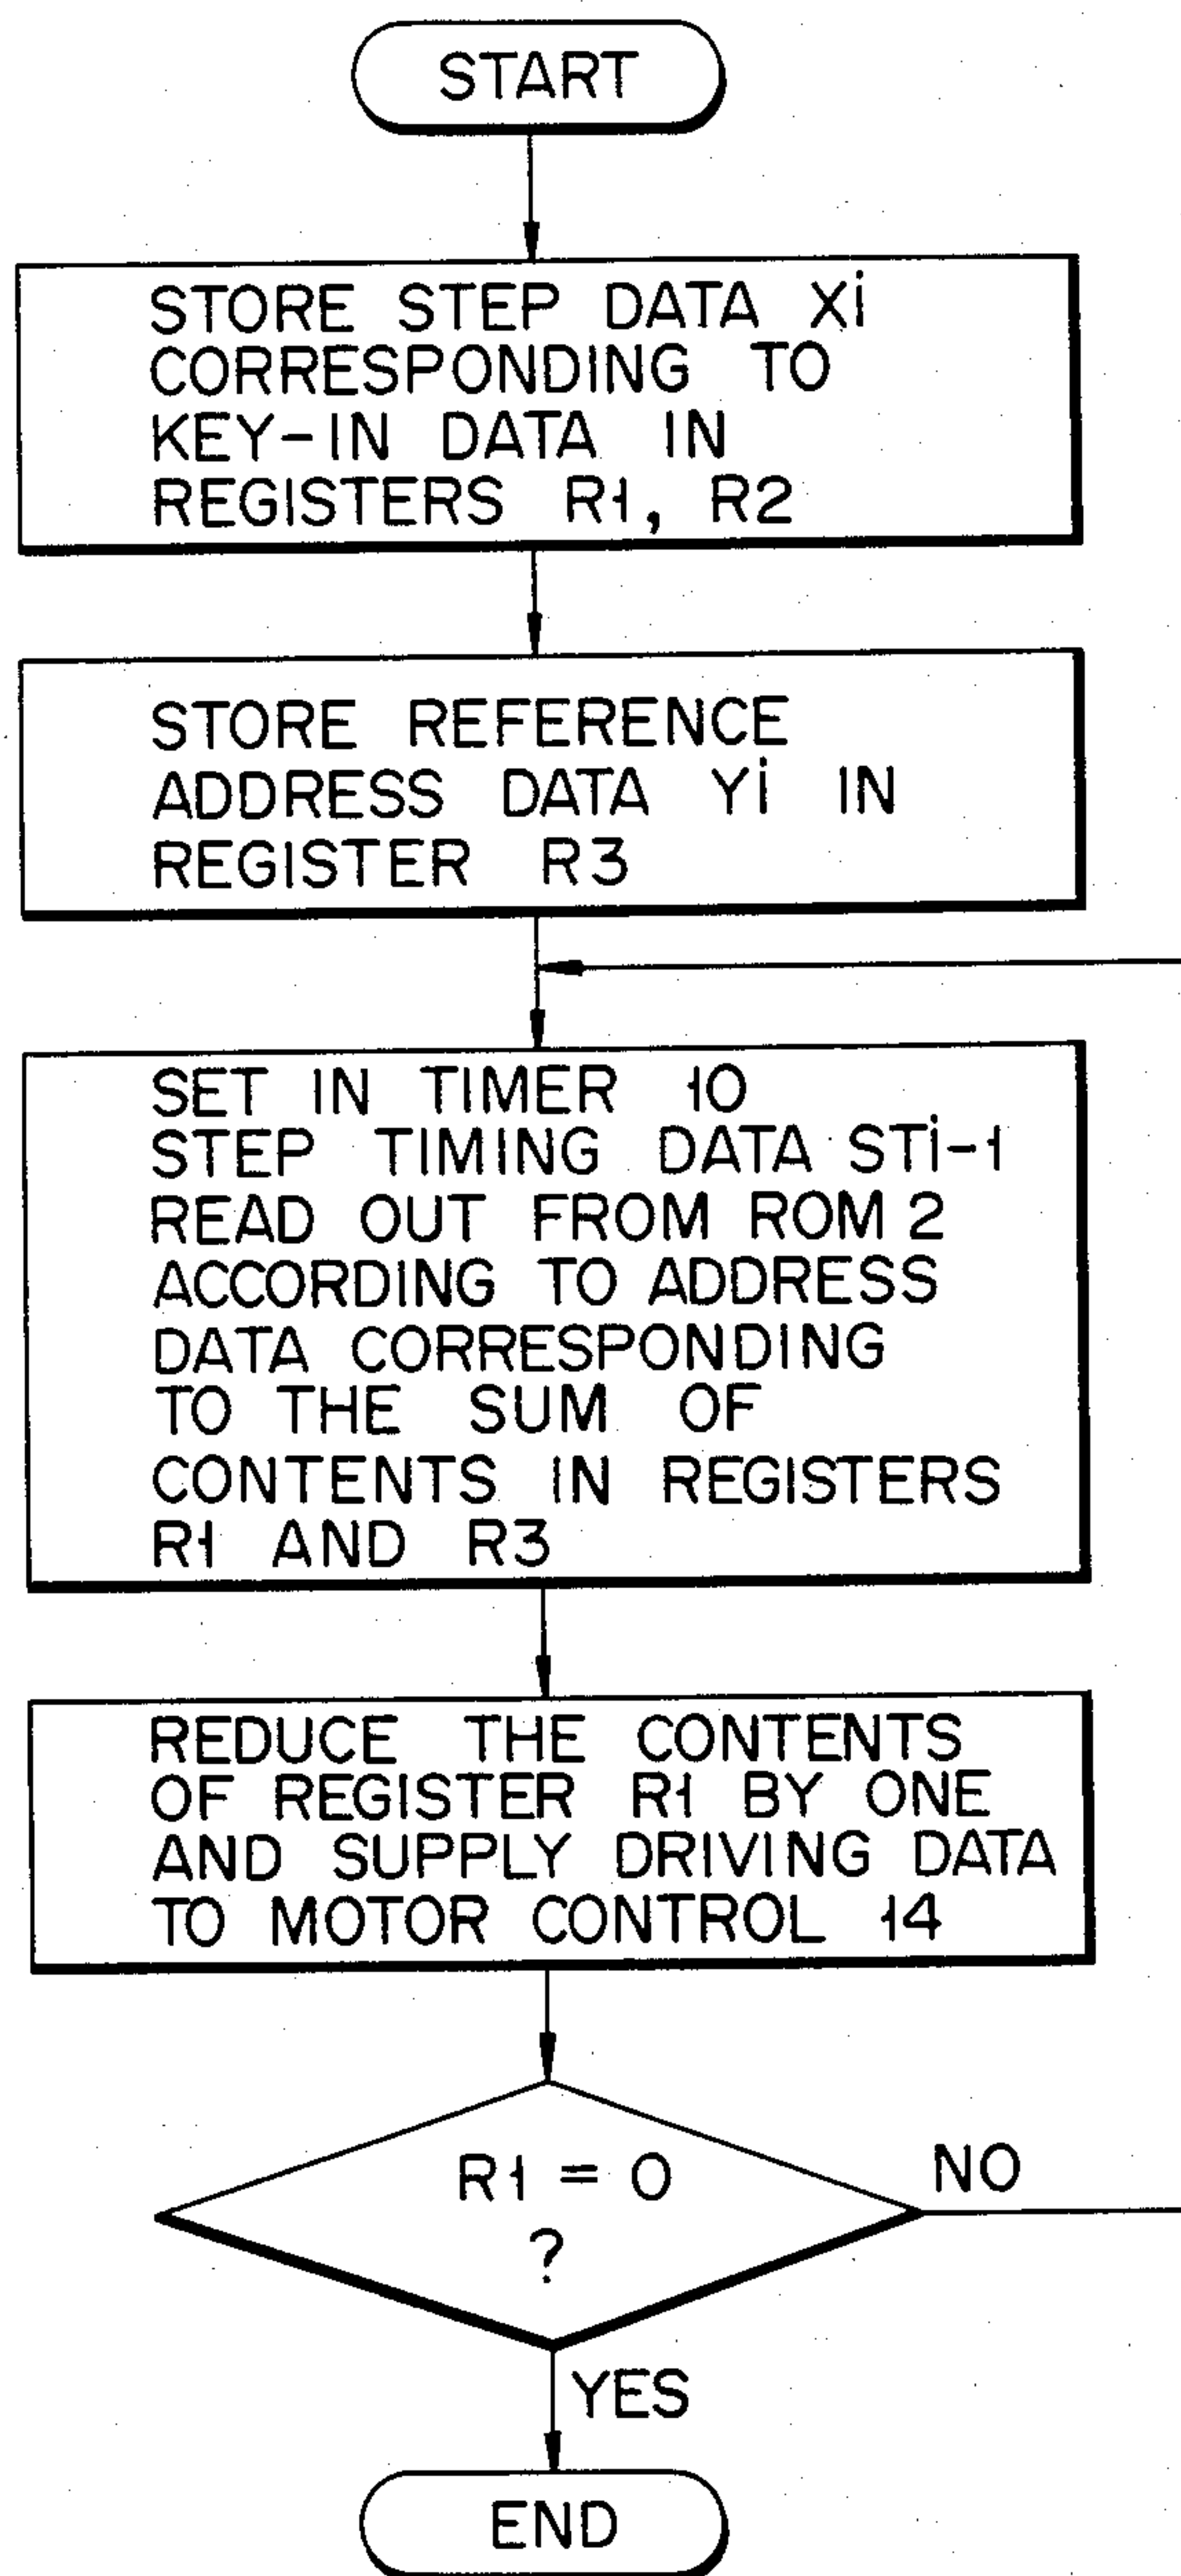 START
STORE STEP DATA Xi
CORRESPONDING TO
KEY-IN DATA IN
REGISTERS R1, R2
STORE REFERENCE
ADDRESS DATA Yi IN
REGISTER R3
SET IN TIMER 10
STEP TIMING DATA STi-1
READ OUT FROM ROM 2
ACCORDING TO ADDRESS
DATA CORRESPONDING
TO THE SUM OF
CONTENTS IN REGISTERS
R1 AND R3
REDUCE THE CONTENTS
OF REGISTER R1 BY ONE
AND SUPPLY DRIVING DATA
TO MOTOR CONTROL 14
R1 = 0
?
NO
YES
END